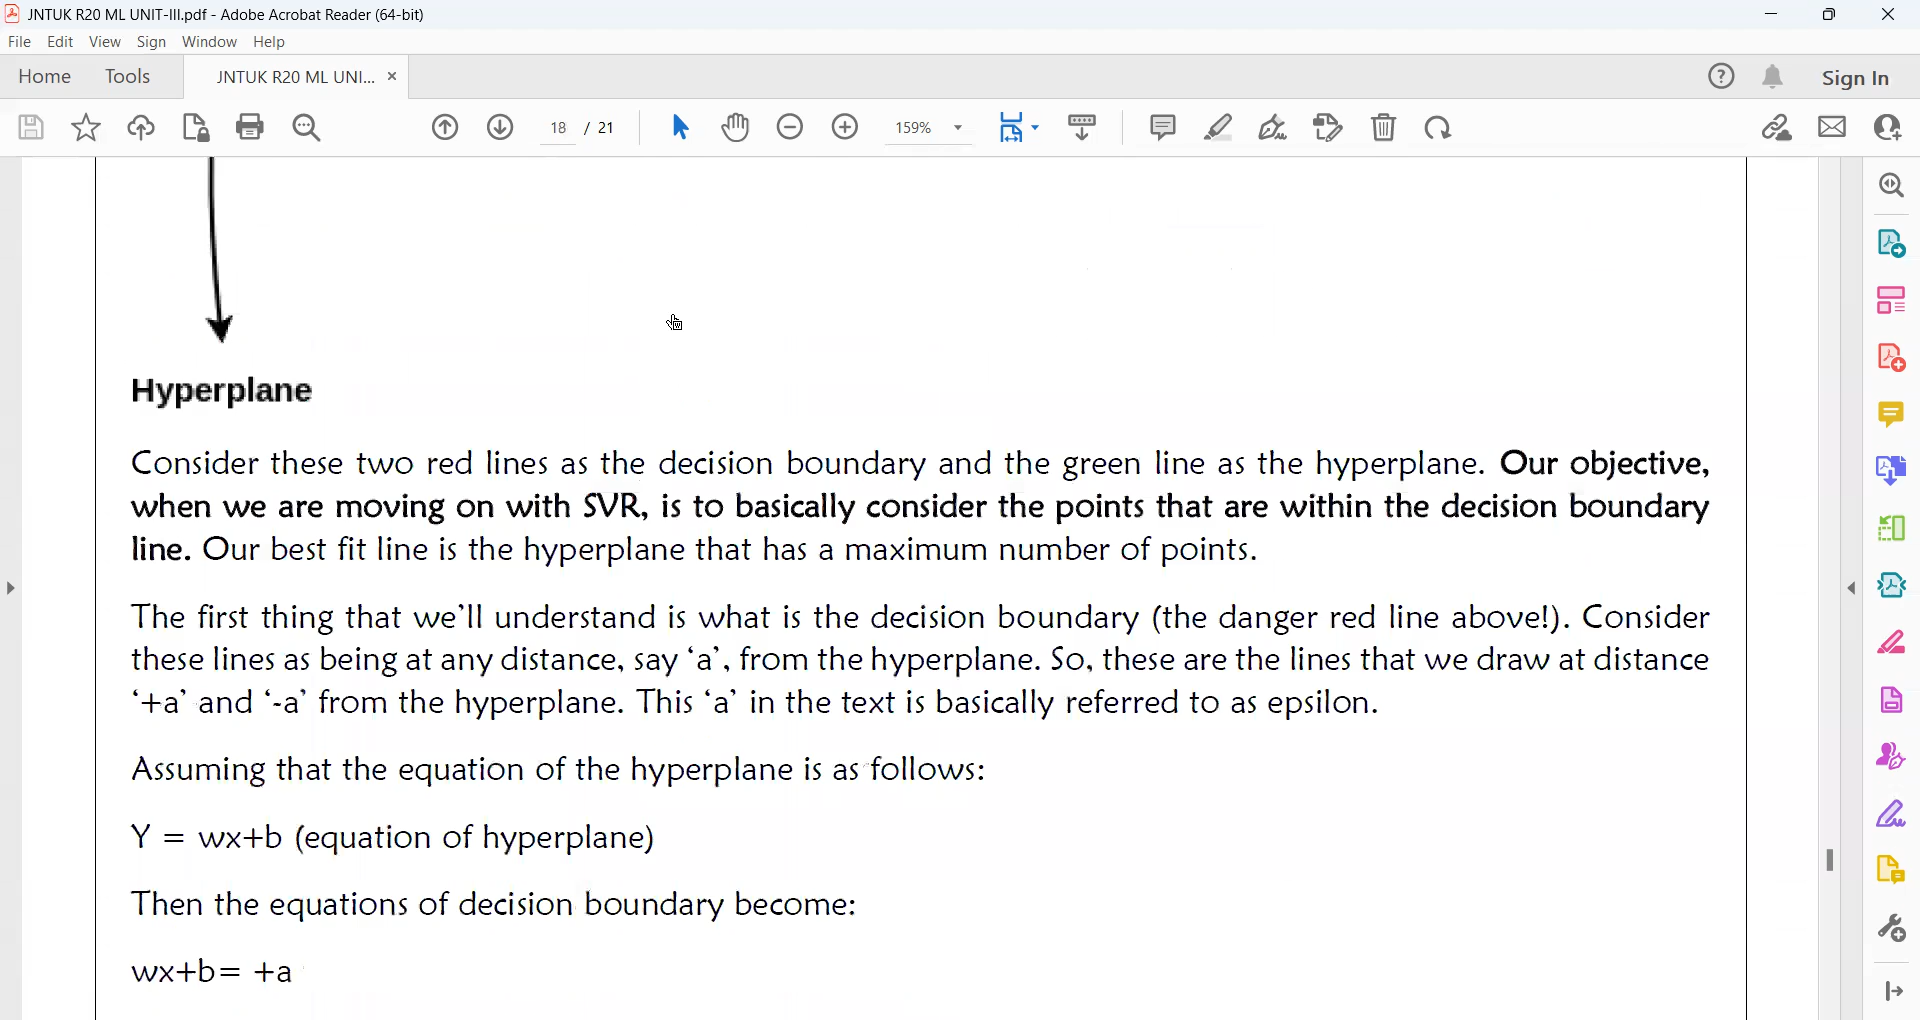 JNTUK R20 ML UNIT-III.pdf - Adobe Acrobat Reader (64-bit)
File Edit View Sign Window Help
Home Tools JNTUK R20 ML UNI... × Sign In
18 / 21 159%
Hyperplane
Consider these two red lines as the decision boundary and the green line as the hyperplane. Our objective,
when we are moving on with SVR, is to basically consider the points that are within the decision boundary
line. Our best fit line is the hyperplane that has a maximum number of points.
The first thing that we'll understand is what is the decision boundary (the danger red line above!). Consider
these lines as being at any distance, say ‘a’, from the hyperplane. So, these are the lines that we draw at distance
‘+a’ and ‘-a’ from the hyperplane. This ‘a’ in the text is basically referred to as epsilon.
Assuming that the equation of the hyperplane is as follows:
Y = wx+b (equation of hyperplane)
Then the equations of decision boundary become:
wx+b= +a